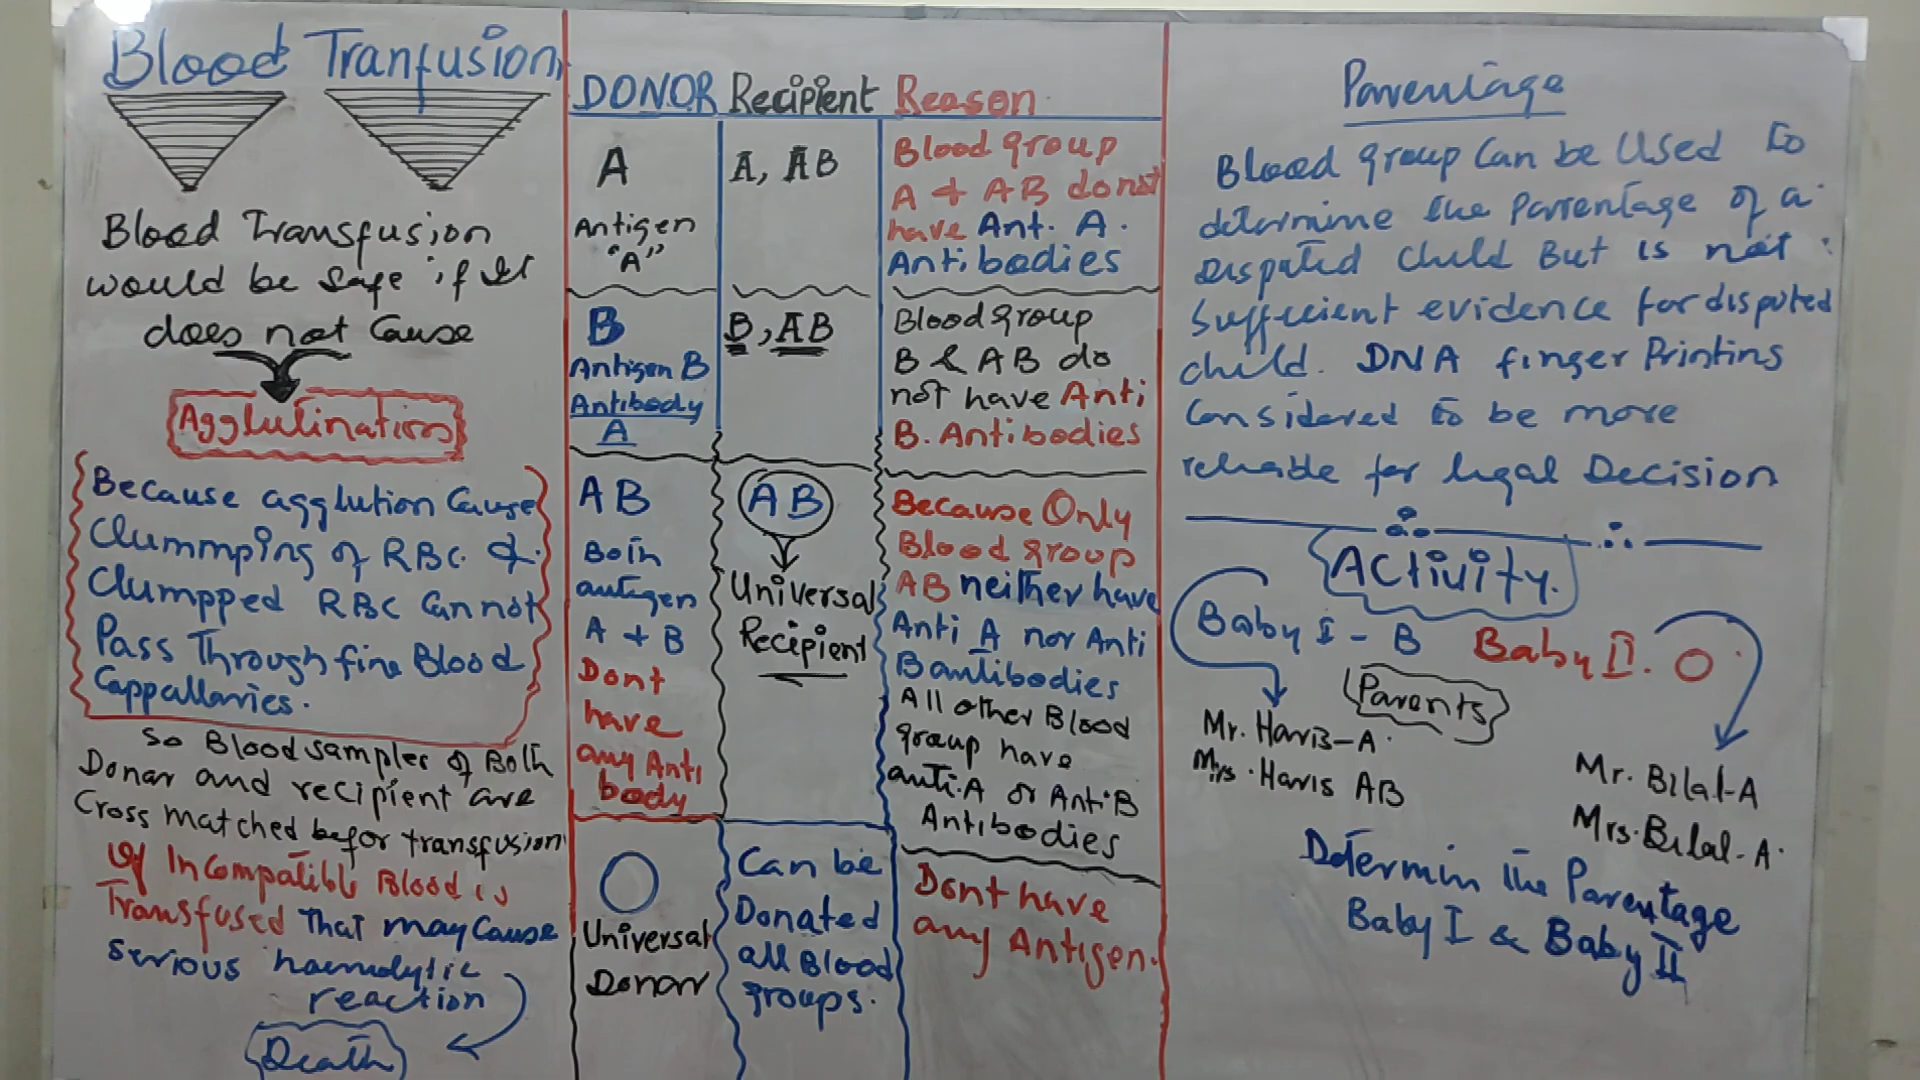 Blood Tranfusion
Blood Transfusion
would be safe if It
does not Cause
Agglutination
Because agglution Cause
Clummping of RBC. &
Clumpped RBC Cannot
Pass Through fine Blood
Cappallaries.
So Blood samples of Both
Donar and recipient are
Cross matched befor transfusion
If InCompatible Blood is
Transfused That may Cause
serious haemolytic
reaction
Death
DONOR Recipient Reason
A
Antigen
"A"
A, AB
Blood group
A & AB donot
have Ant. A.
Antibodies
B
Antigen B
Antibody
A
B, AB
Blood group
B & AB do
not have Anti
B. Antibodies
AB
Both
antigen
A + B
Dont
have
any Anti
body
AB
Universal
Recipient
Because Only
Blood group
AB neither have
Anti A nor Anti
B antibodies
All other Blood
group have
anti.A or Anti B
Antibodies
O
Universal
Donar
Can be
Donated
all Blood
groups.
Dont have
any Antigen.
Parentage
Blood group Can be Used to
determine the Parentage of a
Disputed child But is not
Sufficient evidence for disputed
child. DNA finger Printing
Considered to be more
reliable for legal Decision
Activity.
Baby I - B
Baby II. O
Parents
Mr. Haris-A
Mrs. Haris AB
Mr. Bilal-A
Mrs. Bilal-A.
Determin the Parentage
Baby I & Baby II